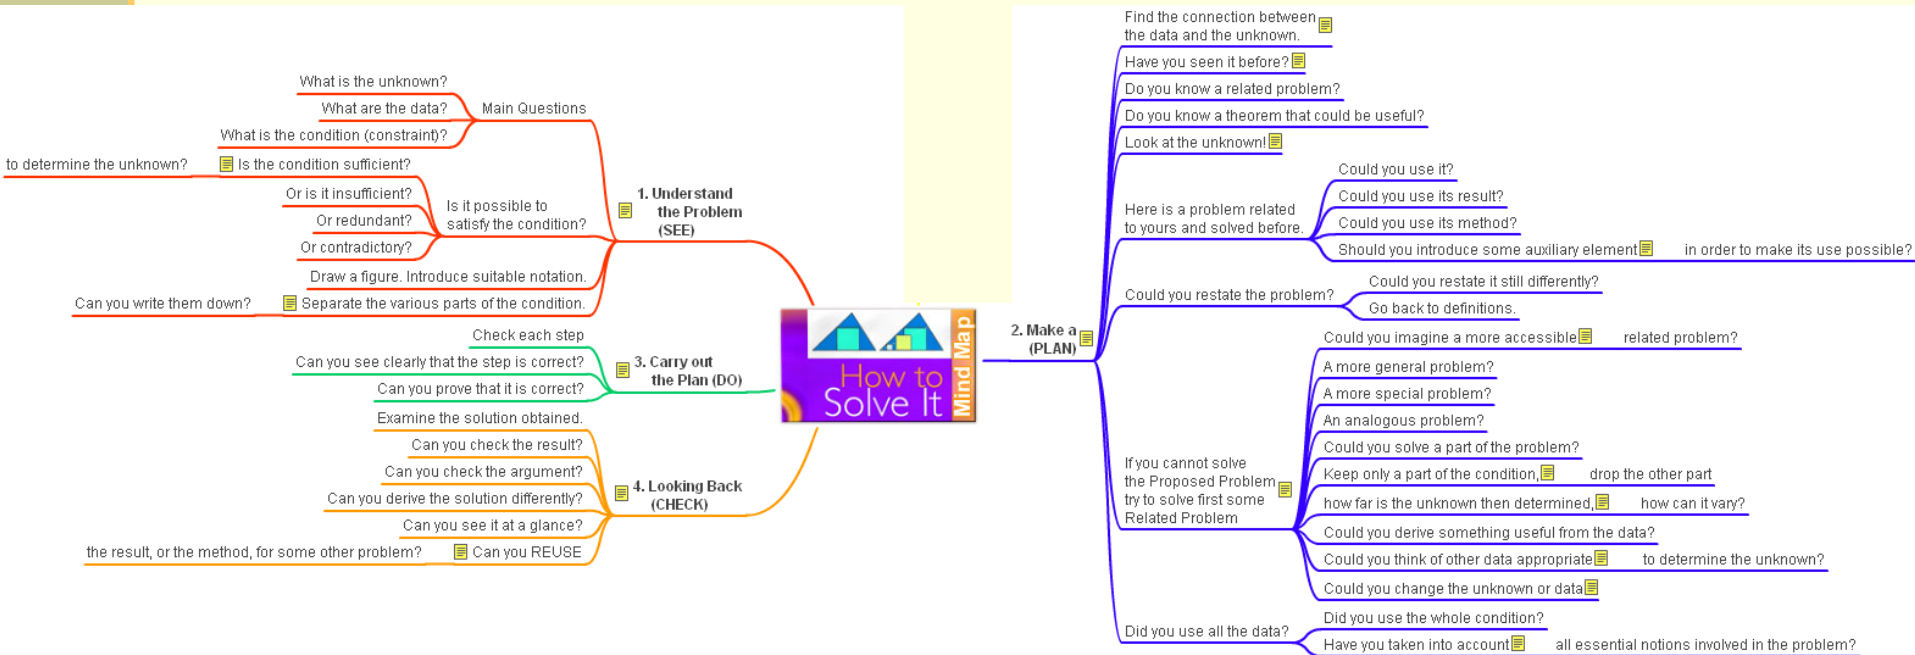 What is the unknown?
What are the data?
What is the condition (constraint)?
Main Questions
to determine the unknown?
Is the condition sufficient?
Or is it insufficient?
Or redundant?
Or contradictory?
Is it possible to
satisfy the condition?
Draw a figure. Introduce suitable notation.
Can you write them down?
Separate the various parts of the condition.
1. Understand
the Problem
(SEE)
Check each step
Can you see clearly that the step is correct?
Can you prove that it is correct?
3. Carry out
the Plan (DO)
Examine the solution obtained.
Can you check the result?
Can you check the argument?
Can you derive the solution differently?
Can you see it at a glance?
the result, or the method, for some other problem?
Can you REUSE
4. Looking Back
(CHECK)
How to
Solve It
Mind Map
2. Make a
(PLAN)
Find the connection between
the data and the unknown.
Have you seen it before?
Do you know a related problem?
Do you know a theorem that could be useful?
Look at the unknown!
Here is a problem related
to yours and solved before.
Could you use it?
Could you use its result?
Could you use its method?
Should you introduce some auxiliary element
in order to make its use possible?
Could you restate the problem?
Could you restate it still differently?
Go back to definitions.
If you cannot solve
the Proposed Problem
try to solve first some
Related Problem
Could you imagine a more accessible
related problem?
A more general problem?
A more special problem?
An analogous problem?
Could you solve a part of the problem?
Keep only a part of the condition,
drop the other part
how far is the unknown then determined,
how can it vary?
Could you derive something useful from the data?
Could you think of other data appropriate
to determine the unknown?
Could you change the unknown or data
Did you use all the data?
Did you use the whole condition?
Have you taken into account
all essential notions involved in the problem?